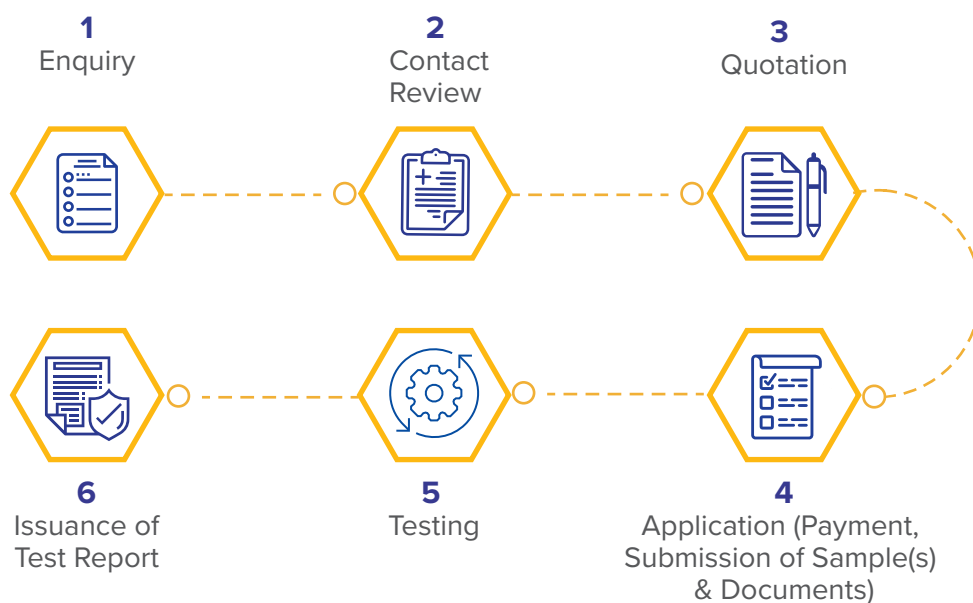 1
Enquiry
2
Contact
Review
3
Quotation
6
Issuance of
Test Report
5
Testing
4
Application (Payment,
Submission of Sample(s)
& Documents)